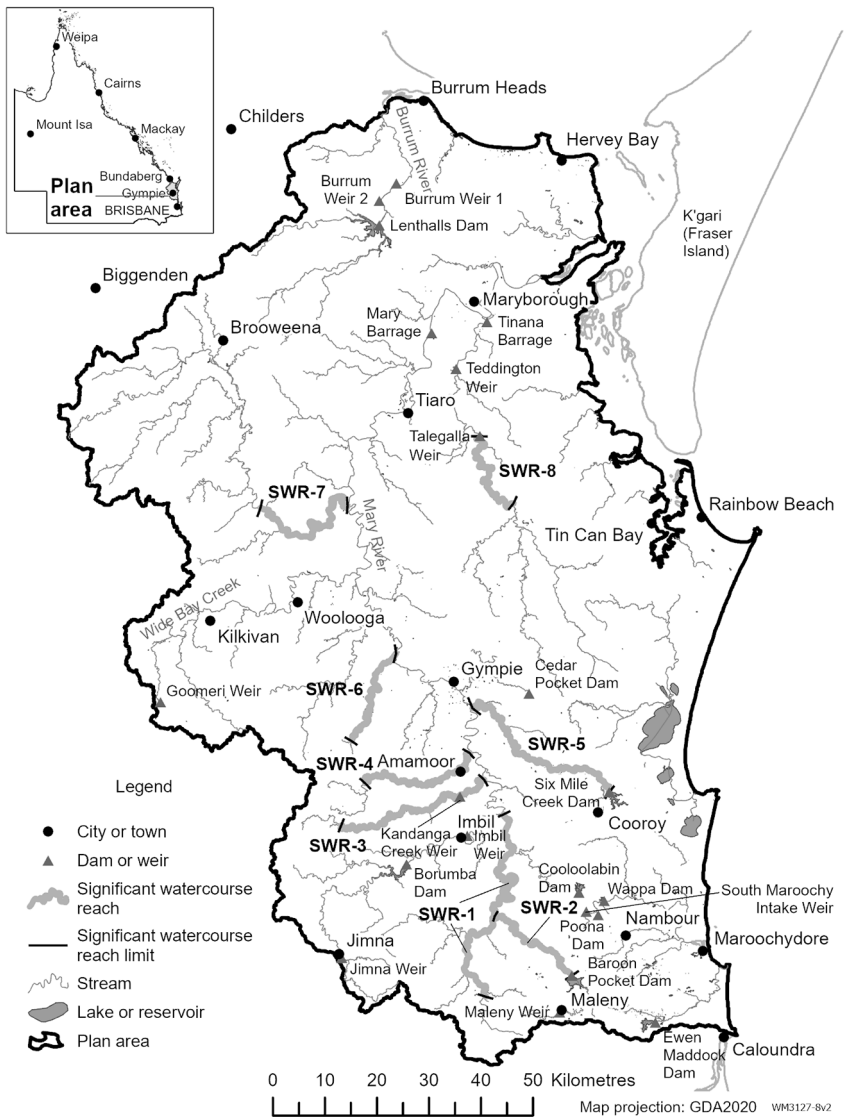 Weipa
Cairns
Mount Isa
Mackay
Bundaberg
Plan
area
Gympie
BRISBANE
Burrum Heads
Childers
Burrum River
Hervey Bay
Burrum
Weir 2
Burrum Weir 1
Lenthalls Dam
K'gari
(Fraser
Island)
Biggenden
Maryborough
Brooweena
Mary
Barrage
Tinana
Barrage
Teddington
Weir
Tiaro
Talegalla
Weir
SWR-8
SWR-7
Mary River
Rainbow Beach
Tin Can Bay
Wide Bay Creek
Woolooga
Kilkivan
Gympie
Cedar
Pocket Dam
Goomeri Weir
SWR-6
SWR-5
SWR-4
Amamoor
Six Mile
Creek Dam
Cooroy
SWR-3
Kandanga
Creek Weir
Imbil
Imbil
Weir
Borumba
Dam
Cooloolabin
Dam
Wappa Dam
South Maroochy
Intake Weir
SWR-1
SWR-2
Poona
Dam
Nambour
Maroochydore
Jimna
Jimna Weir
Baroon
Pocket Dam
Maleny Weir
Maleny
Ewen
Maddock
Dam
Caloundra
Legend
City or town
Dam or weir
Significant watercourse
reach
Significant watercourse
reach limit
Stream
Lake or reservoir
Plan area
0 10 20 30 40 50 Kilometres
Map projection: GDA2020 WM3127-8v2